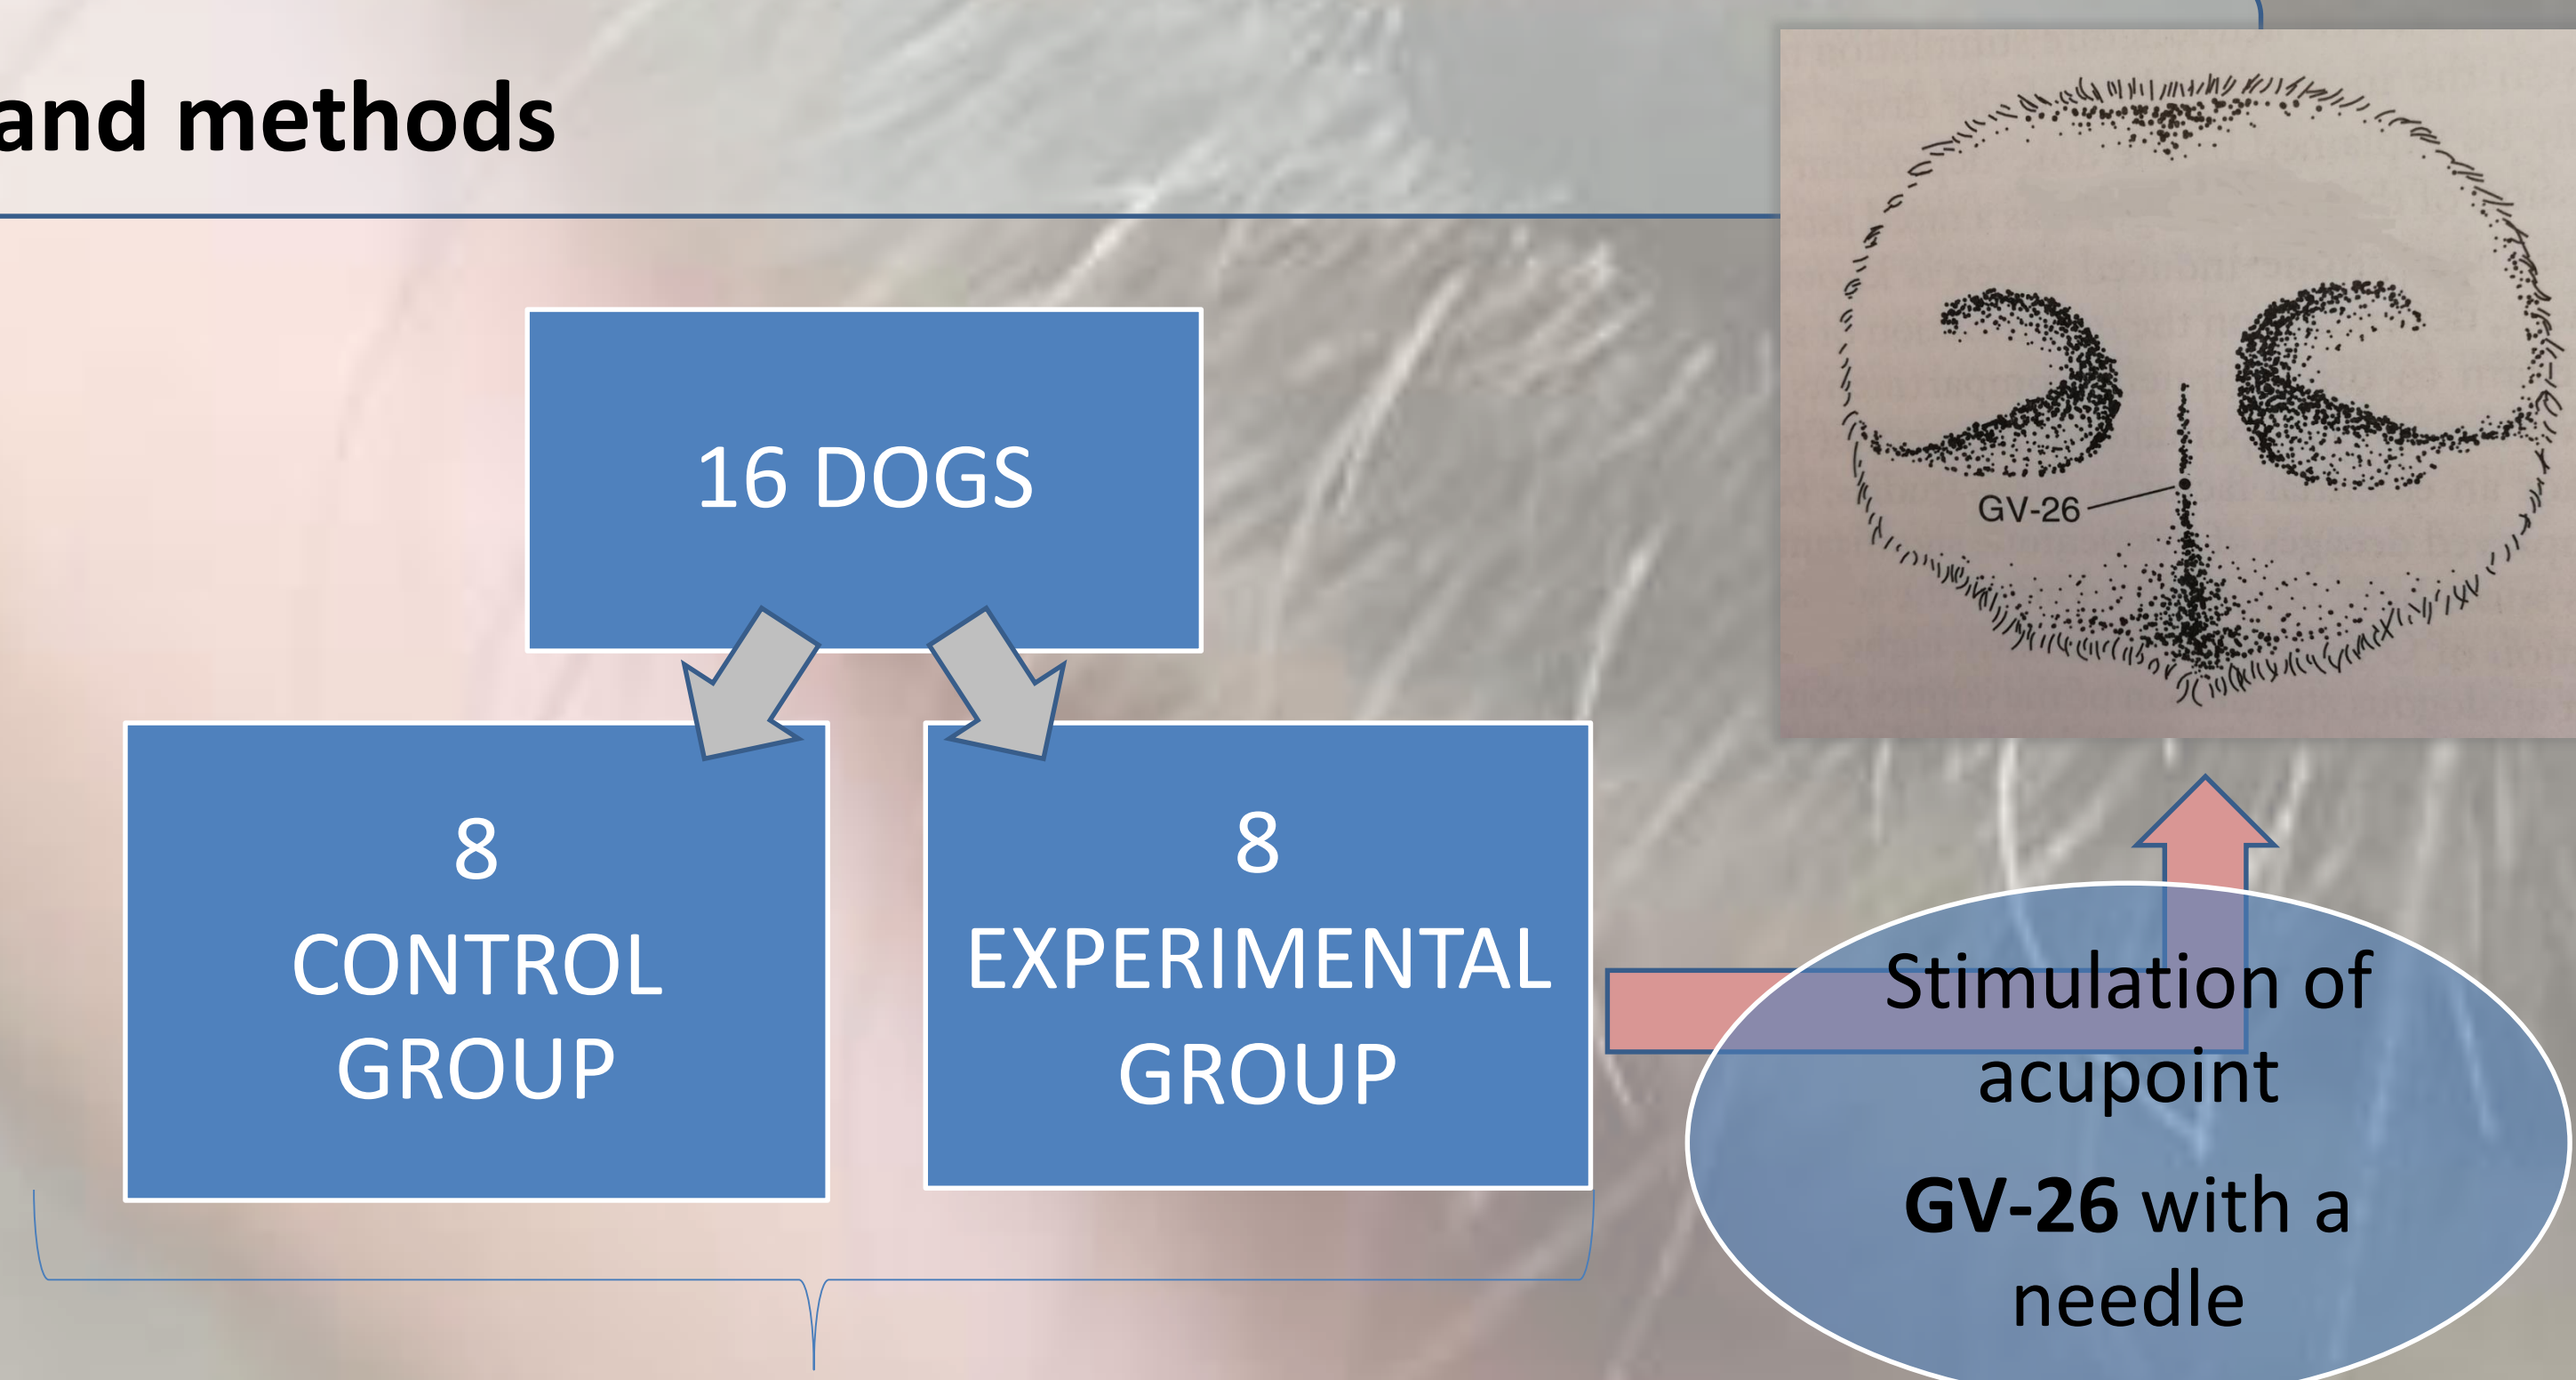 and methods
16 DOGS
8
CONTROL
GROUP
8
EXPERIMENTAL
GROUP
GV-26
Stimulation of
acupoint
GV-26 with a
needle